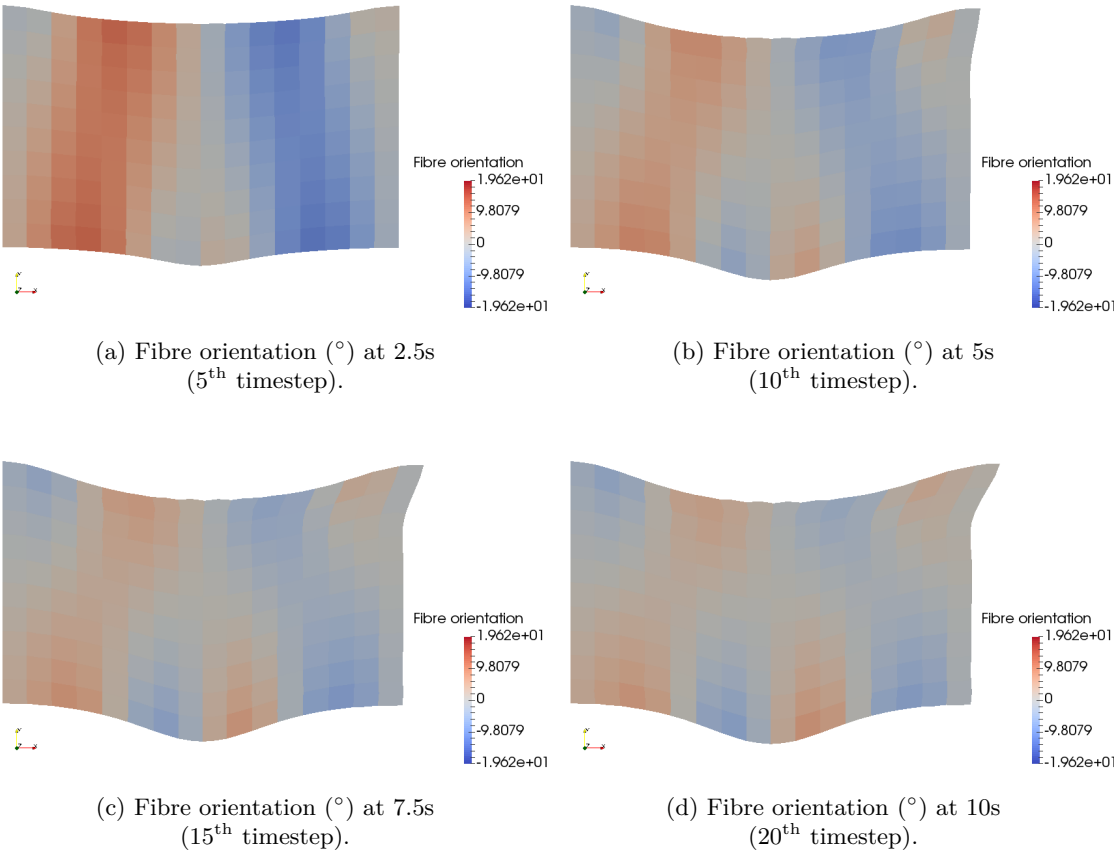 Fibre orientation
1.962e+01
9.8079
0
-9.8079
-1.962e+01
Fibre orientation
1.962e+01
9.8079
0
-9.8079
-1.962e+01
(a) Fibre orientation (°) at 2.5s
(5th timestep).
(b) Fibre orientation (°) at 5s
(10th timestep).
Fibre orientation
1.962e+01
9.8079
0
-9.8079
-1.962e+01
Fibre orientation
1.962e+01
9.8079
0
-9.8079
-1.962e+01
(c) Fibre orientation (°) at 7.5s
(15th timestep).
(d) Fibre orientation (°) at 10s
(20th timestep).